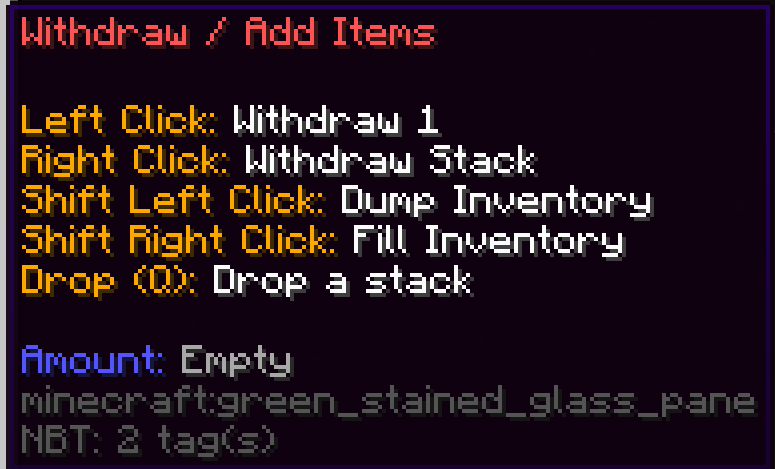 Withdraw / Add Items
Left Click: Withdraw 1
Right Click: Withdraw Stack
Shift Left Click: Dump Inventory
Shift Right Click: Fill Inventory
Drop (Q): Drop a stack
Amount: Empty
minecraft:green_stained_glass_pane
NBT: 2 tag(s)